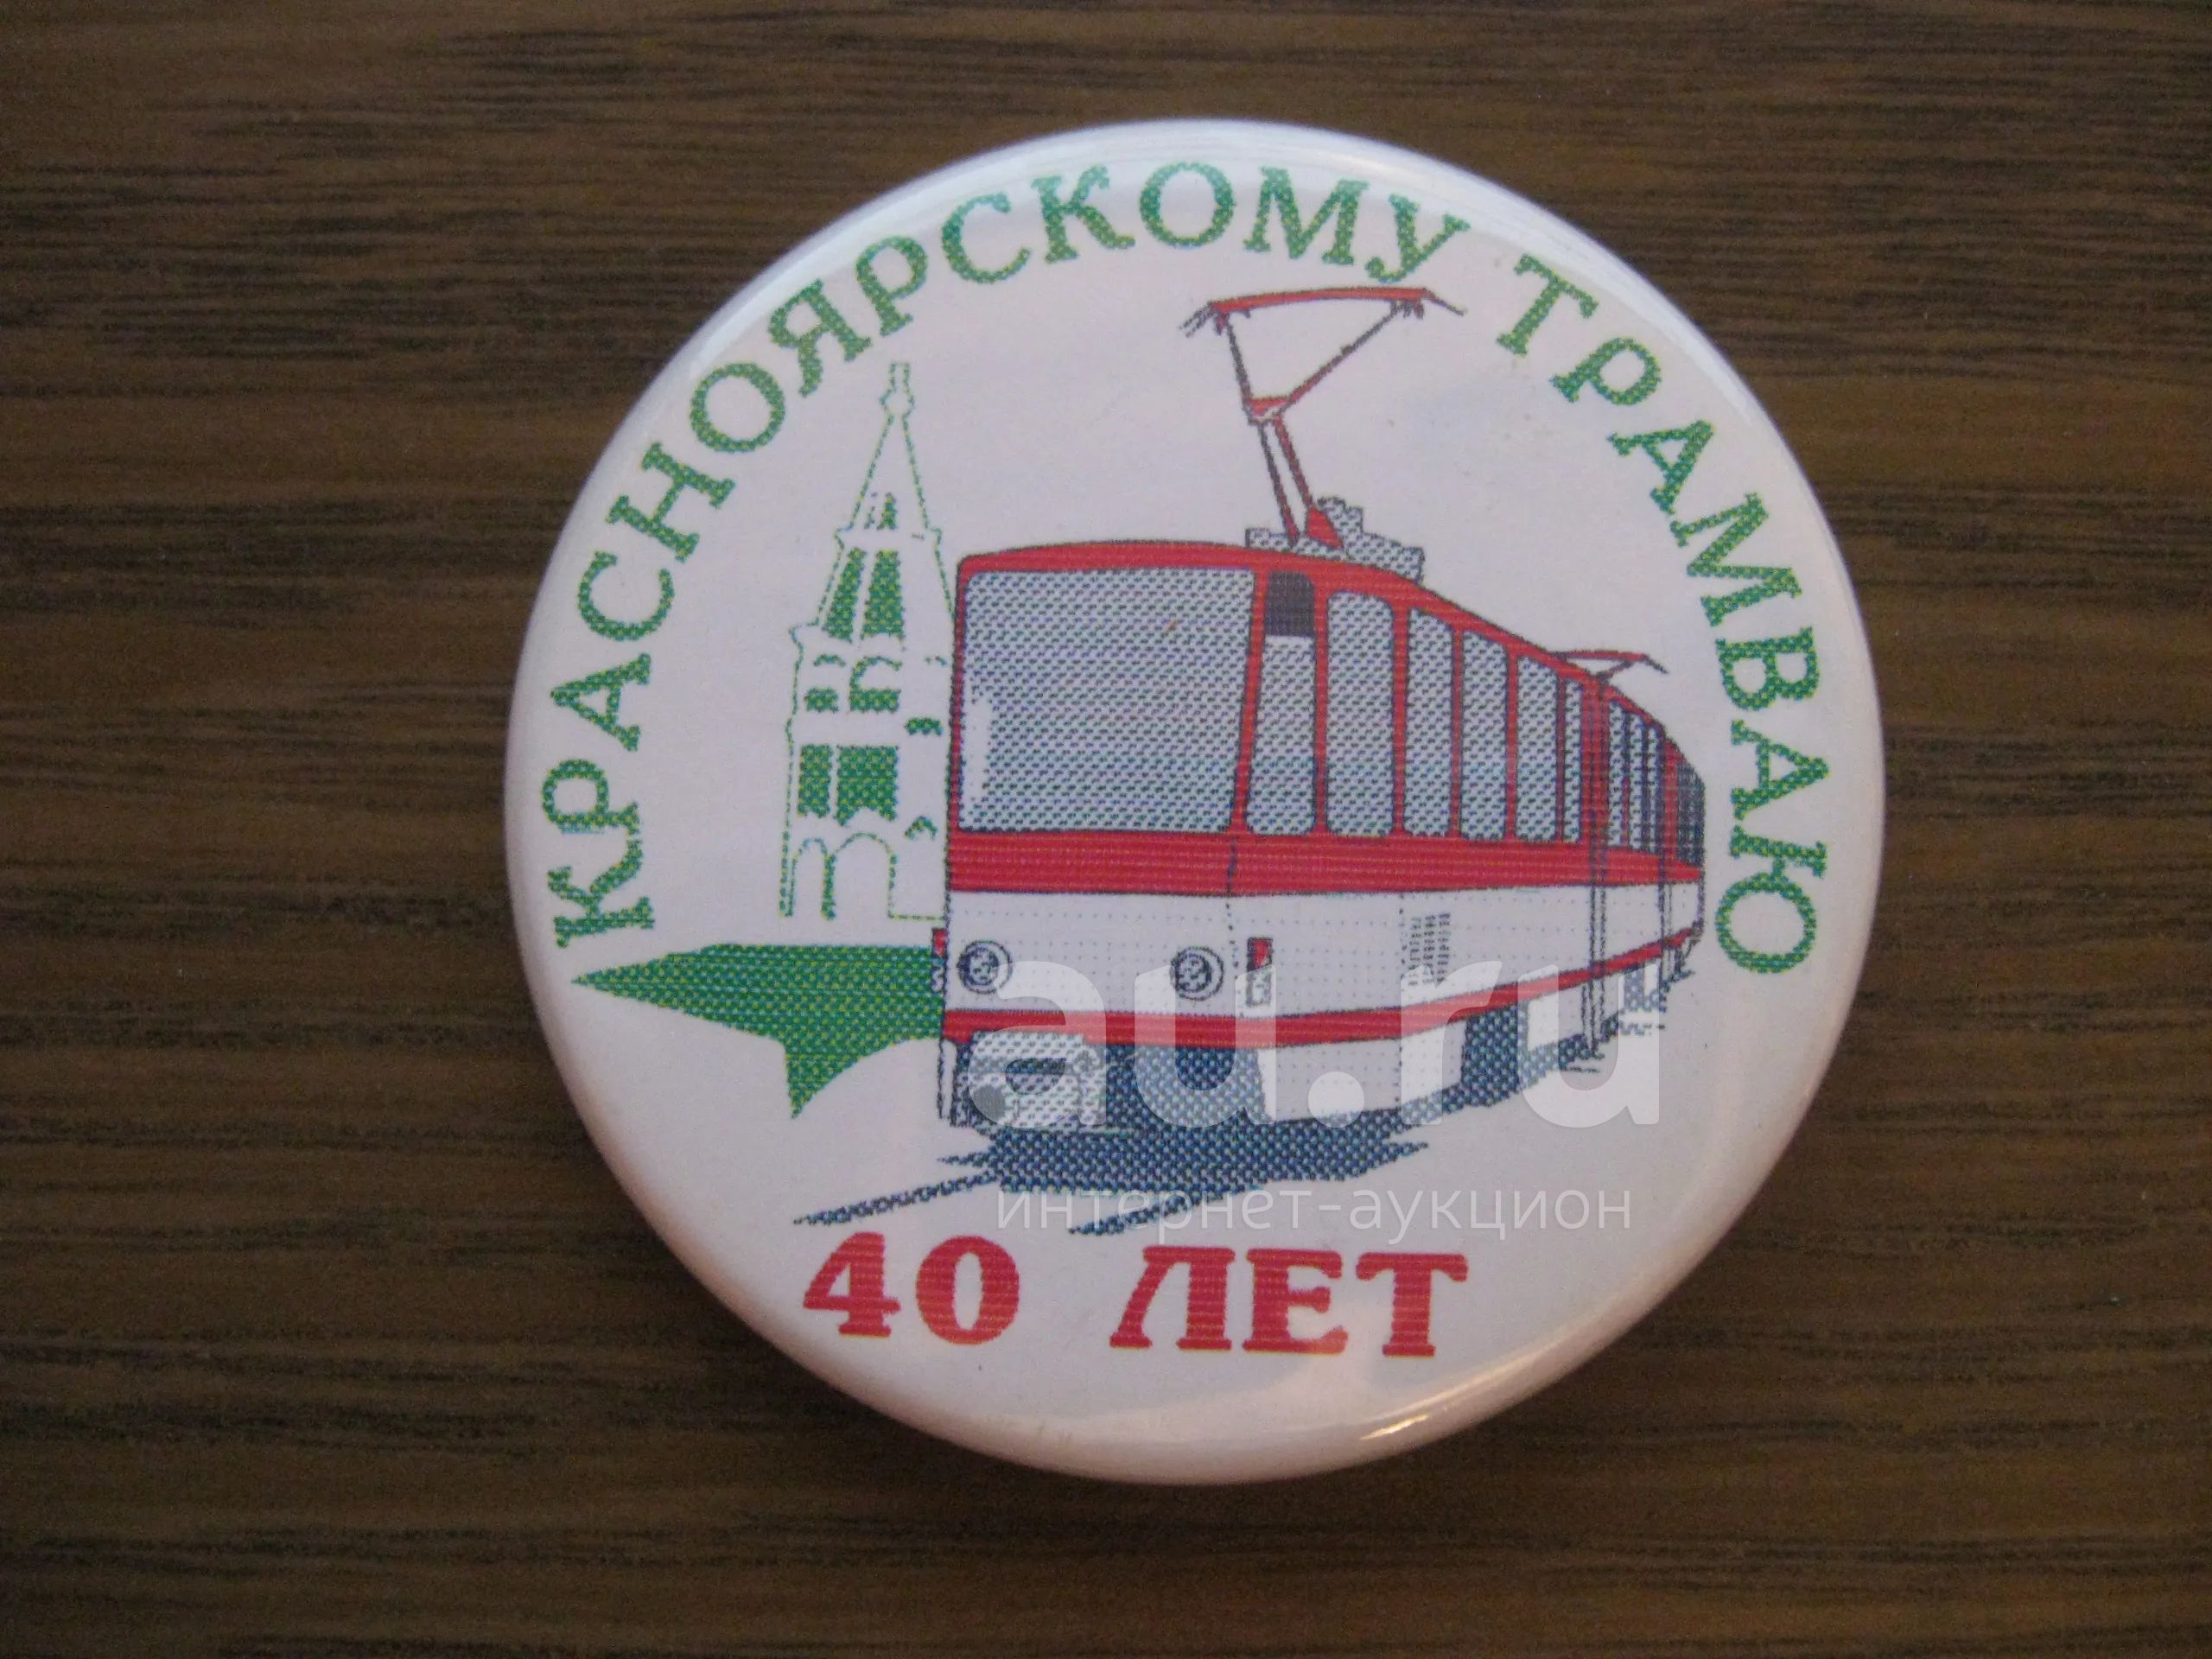 КРАСНОЯРСКОМУ ТРАМВАЮ
au.ru
интернет-аукцион
40 ЛЕТ